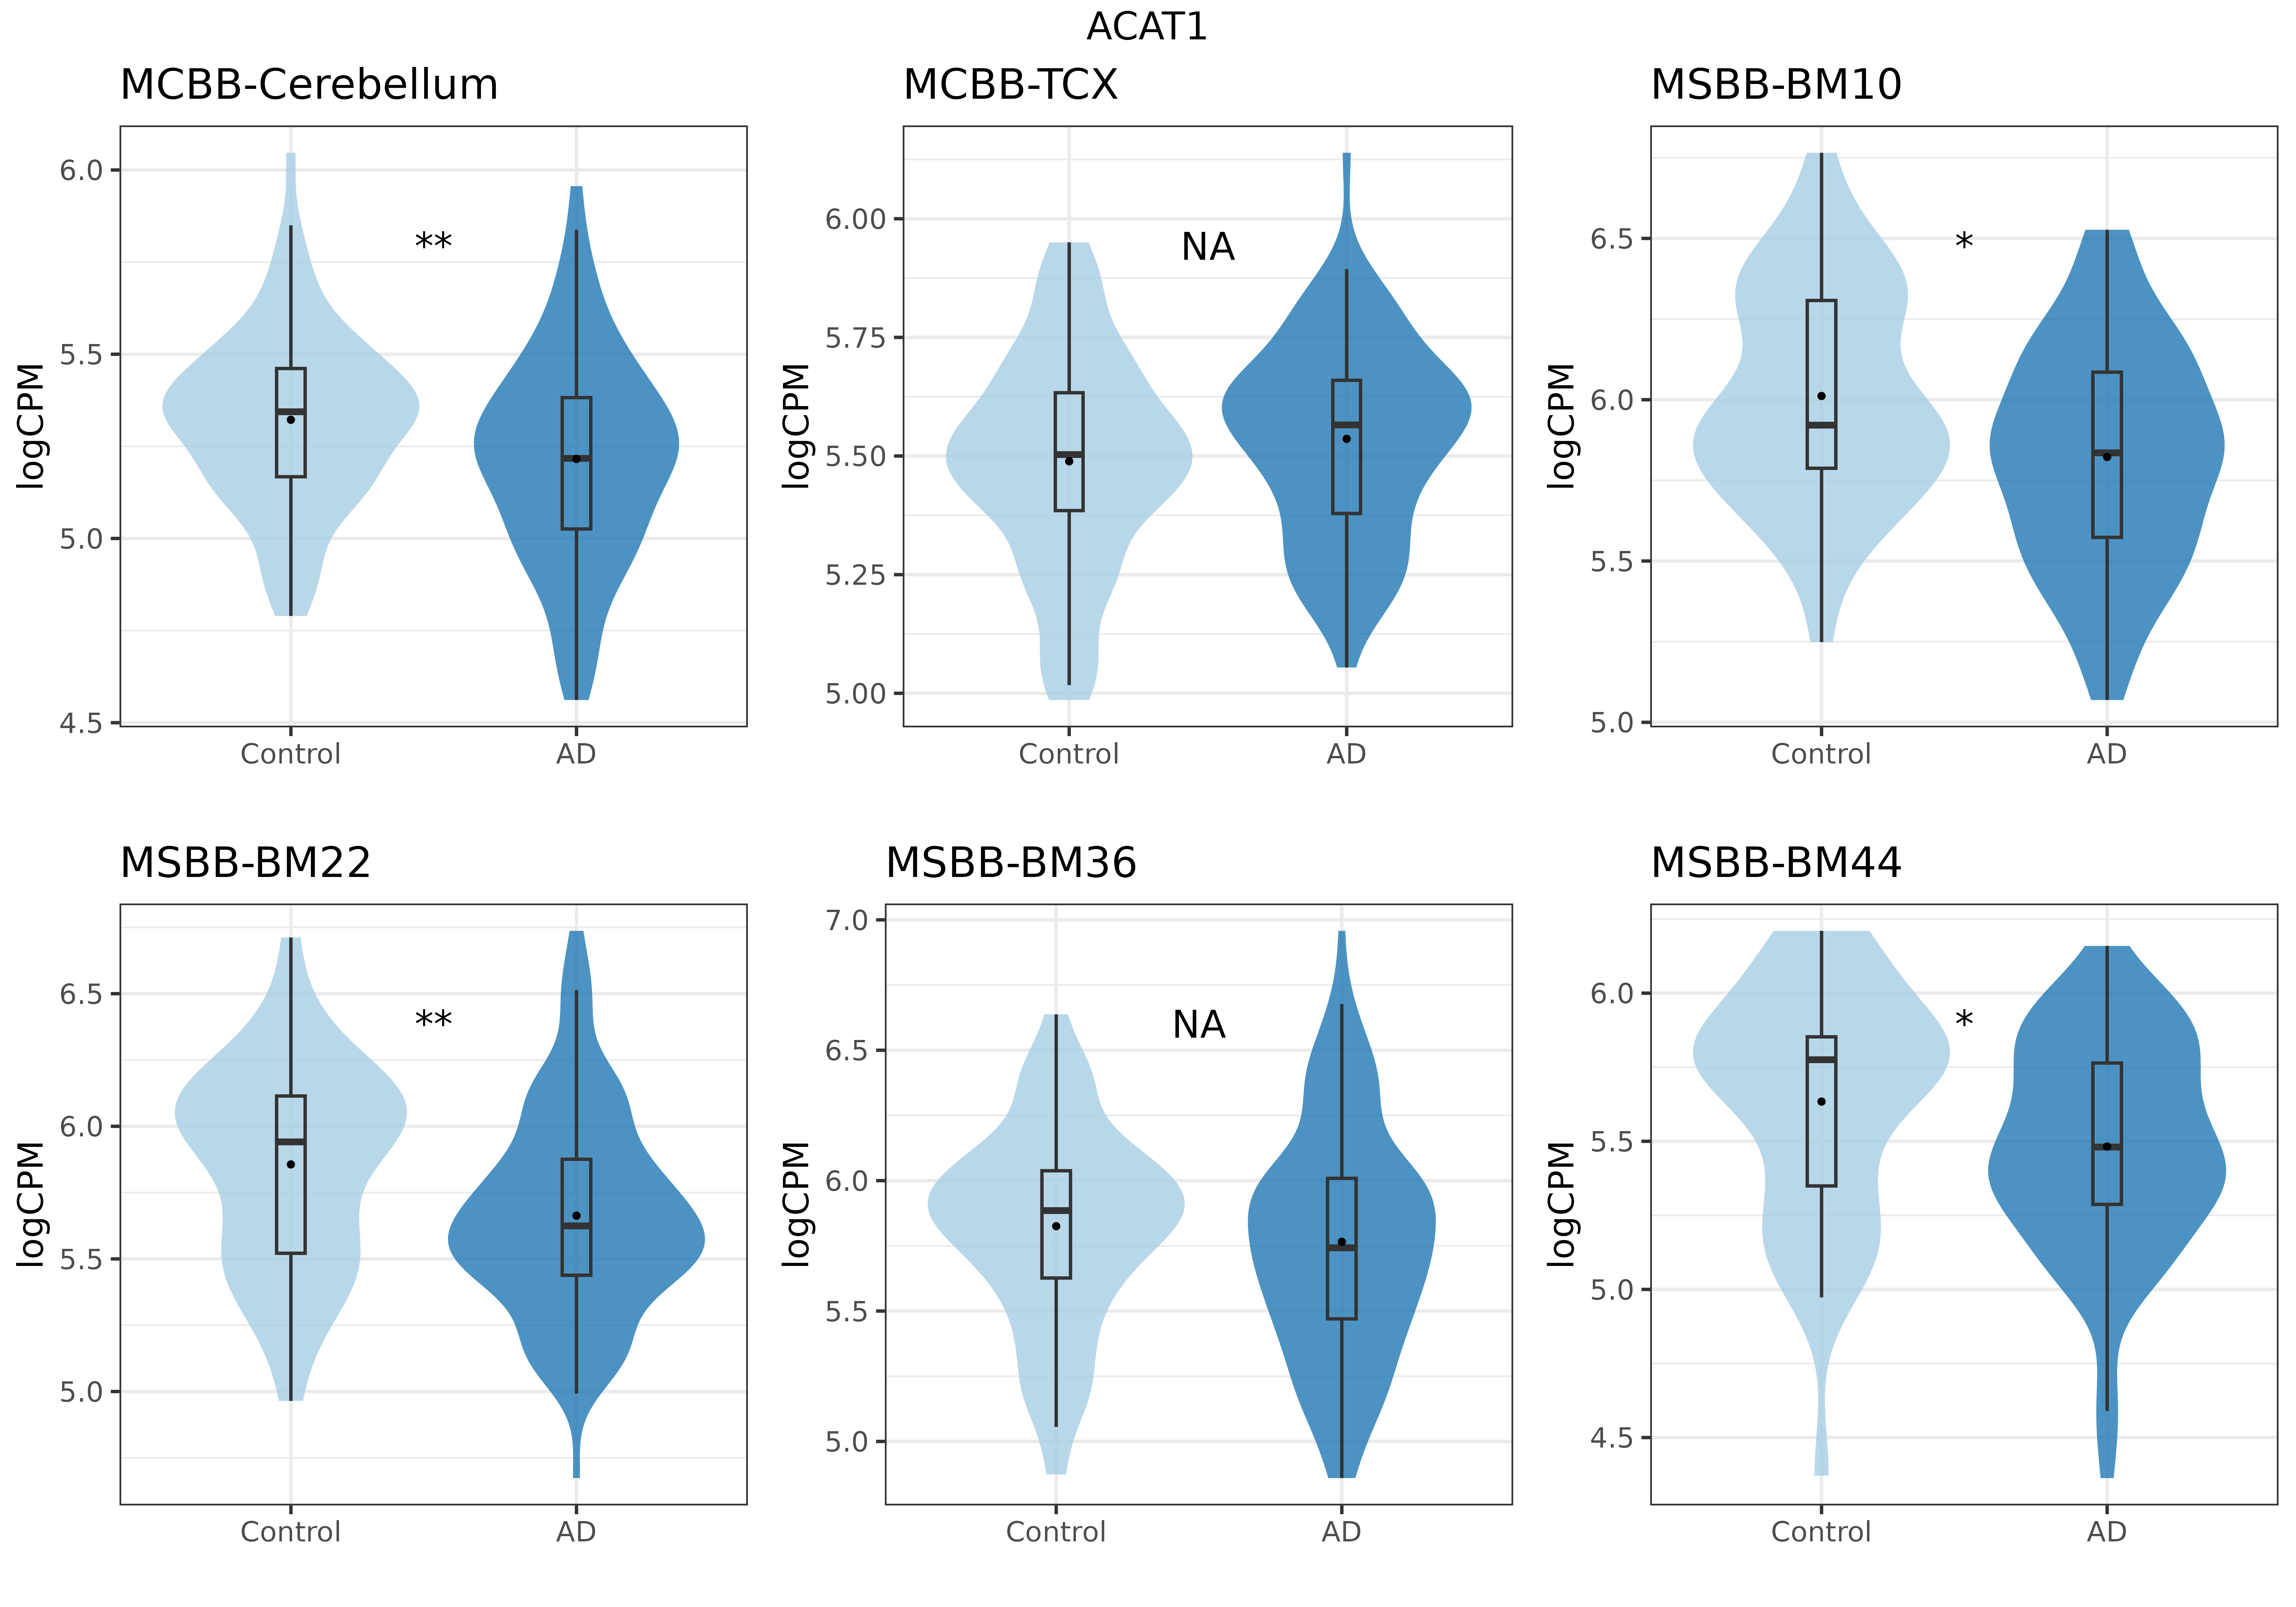 ACAT1
MCBB-Cerebellum
logCPM
6.0
5.5
5.0
4.5
**
Control AD
MCBB-TCX
logCPM
6.00
5.75
5.50
5.25
5.00
NA
Control AD
MSBB-BM10
logCPM
6.5
6.0
5.5
5.0
*
Control AD
MSBB-BM22
logCPM
6.5
6.0
5.5
5.0
**
Control AD
MSBB-BM36
logCPM
7.0
6.5
6.0
5.5
5.0
NA
Control AD
MSBB-BM44
logCPM
6.0
5.5
5.0
4.5
*
Control AD